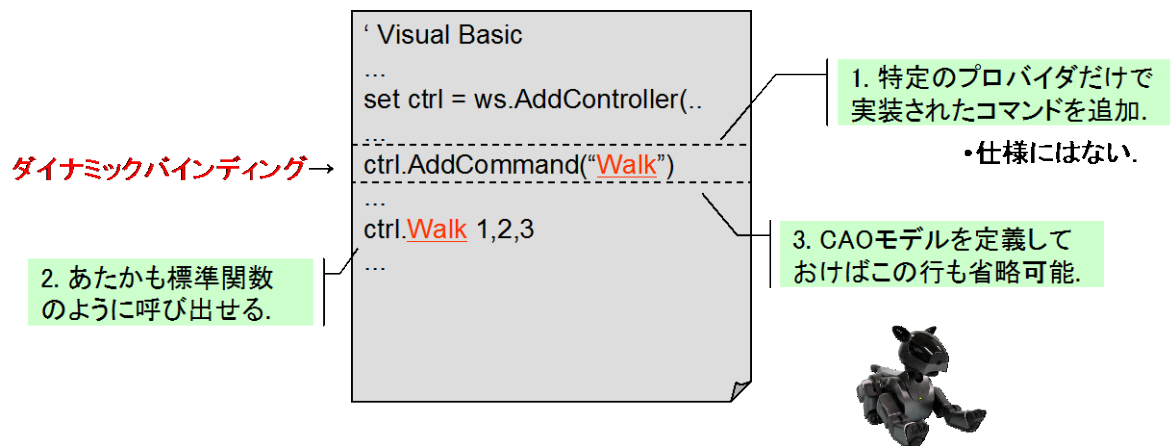 ‘ Visual Basic
...
set ctrl = ws.AddController(..
...
ctrl.AddCommand(“Walk”)
...
ctrl.Walk 1,2,3
...
ダイナミックバインディング→
1. 特定のプロバイダだけで
実装されたコマンドを追加.
•仕様にはない.
2. あたかも標準関数
のように呼び出せる.
3. CAOモデルを定義して
おけばこの行も省略可能.